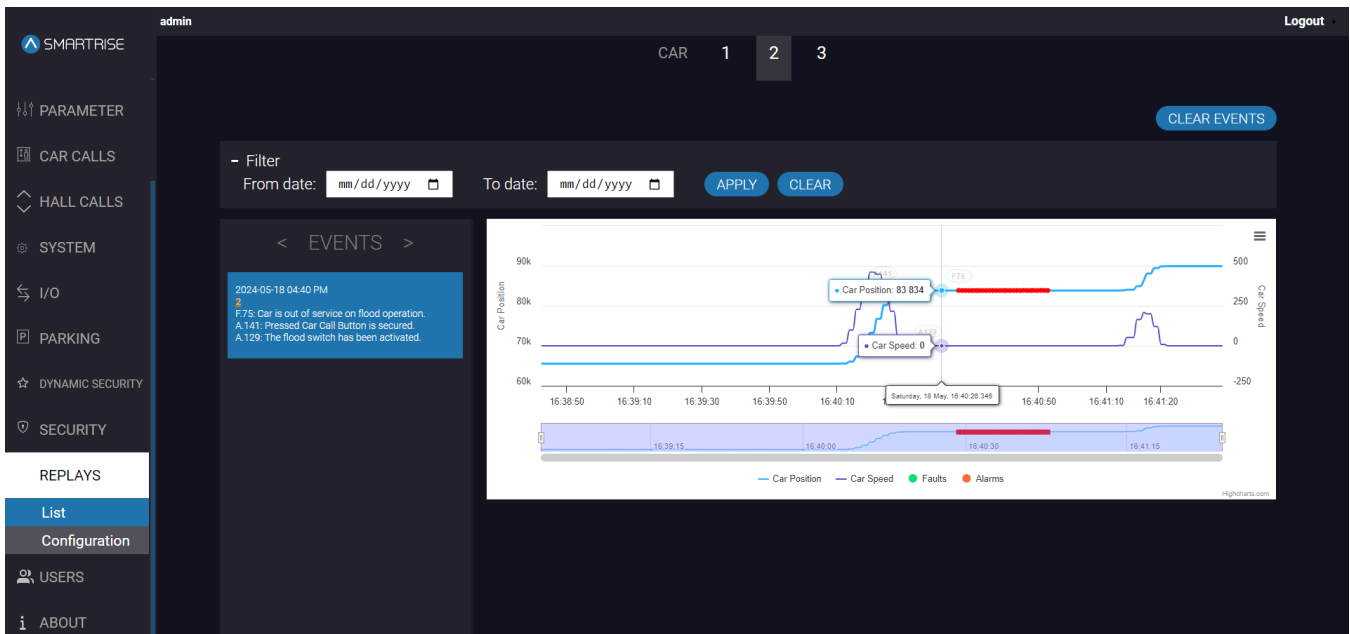 admin
Logout
SMARTRISE
CAR 1 2 3
PARAMETER
CLEAR EVENTS
CAR CALLS
− Filter
From date: mm/dd/yyyy To date: mm/dd/yyyy APPLY CLEAR
HALL CALLS
SYSTEM
I/O
PARKING
DYNAMIC SECURITY
SECURITY
REPLAYS
List
Configuration
USERS
ABOUT
< EVENTS >
2024-05-18 04:40 PM
2
F.75: Car is out of service on flood operation.
A.141: Pressed Car Call Button is secured.
A.129: The flood switch has been activated.
90k
80k
70k
60k
Car Position
500
250
0
-250
Car Speed
F75
A129
Car Position: 83 834
Car Speed: 0
Saturday, 18 May, 16:40:26.346
16:38:50 16:39:10 16:39:30 16:39:50 16:40:10 16:40:50 16:41:10 16:41:20
16:39:15 16:40:00 16:40:30 16:41:15
Car Position Car Speed Faults Alarms
Highcharts.com